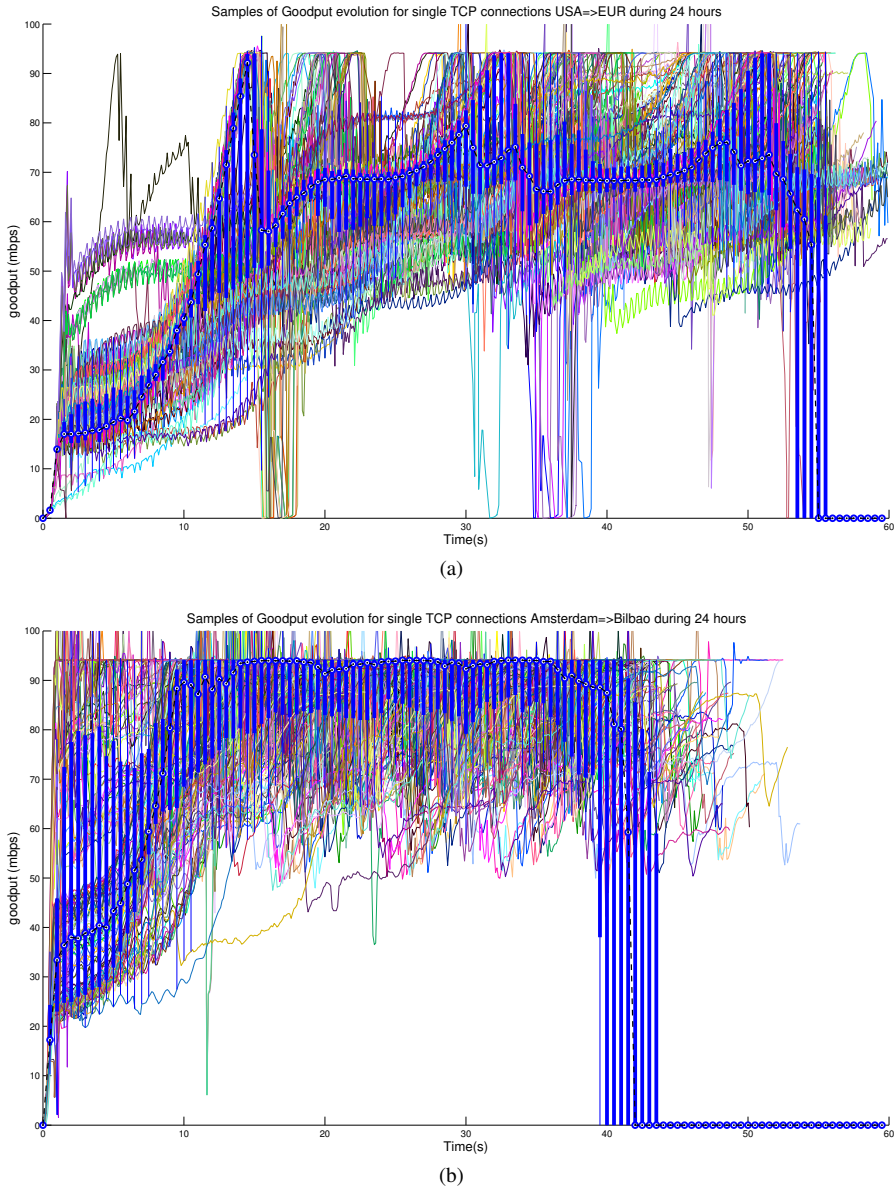 Samples of Goodput evolution for single TCP connections USA=>EUR during 24 hours
100
90
80
70
60
50
40
30
20
10
0
goodput (mbps)
0 10 20 30 40 50 60
Time(s)
(a)
Samples of Goodput evolution for single TCP connections Amsterdam=>Bilbao during 24 hours
100
90
80
70
60
50
40
30
20
10
0
goodput (mbps)
0 10 20 30 40 50 60
Time(s)
(b)